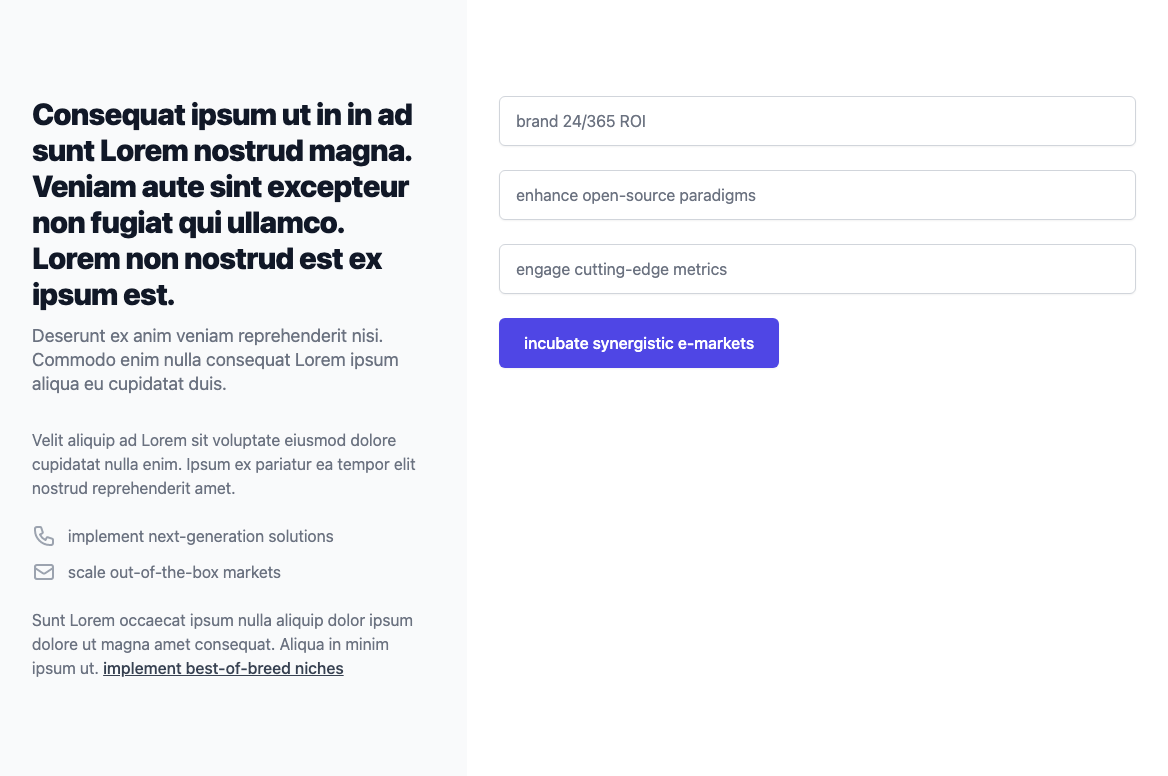 Consequat ipsum ut in in ad
sunt Lorem nostrud magna.
Veniam aute sint excepteur
non fugiat qui ullamco.
Lorem non nostrud est ex
ipsum est.
Deserunt ex anim veniam reprehenderit nisi.
Commodo enim nulla consequat Lorem ipsum
aliqua eu cupidatat duis.
Velit aliquip ad Lorem sit voluptate eiusmod dolore
cupidatat nulla enim. Ipsum ex pariatur ea tempor elit
nostrud reprehenderit amet.
implement next-generation solutions
scale out-of-the-box markets
Sunt Lorem occaecat ipsum nulla aliquip dolor ipsum
dolore ut magna amet consequat. Aliqua in minim
ipsum ut. implement best-of-breed niches
brand 24/365 ROI
enhance open-source paradigms
engage cutting-edge metrics
incubate synergistic e-markets